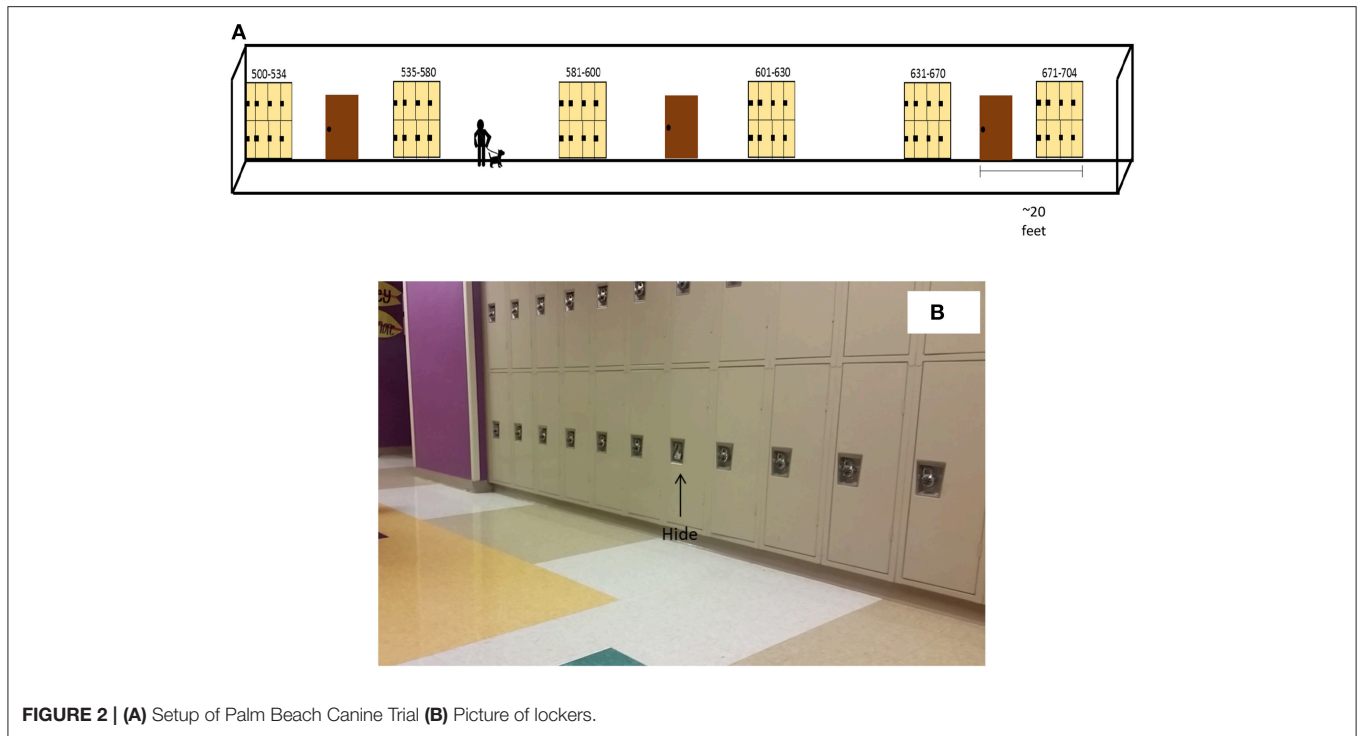 A
500-534
535-580
581-600
601-630
631-670
671-704
~20
feet
B
Hide
FIGURE 2 | (A) Setup of Palm Beach Canine Trial (B) Picture of lockers.